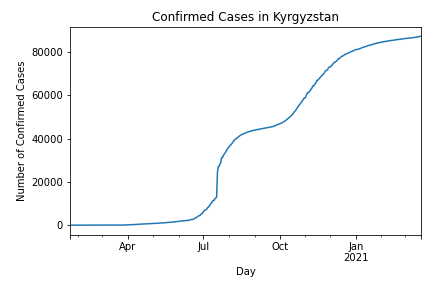 Confirmed Cases in Kyrgyzstan
Number of Confirmed Cases
80000
60000
40000
20000
0
Apr
Jul
Oct
Jan
2021
Day